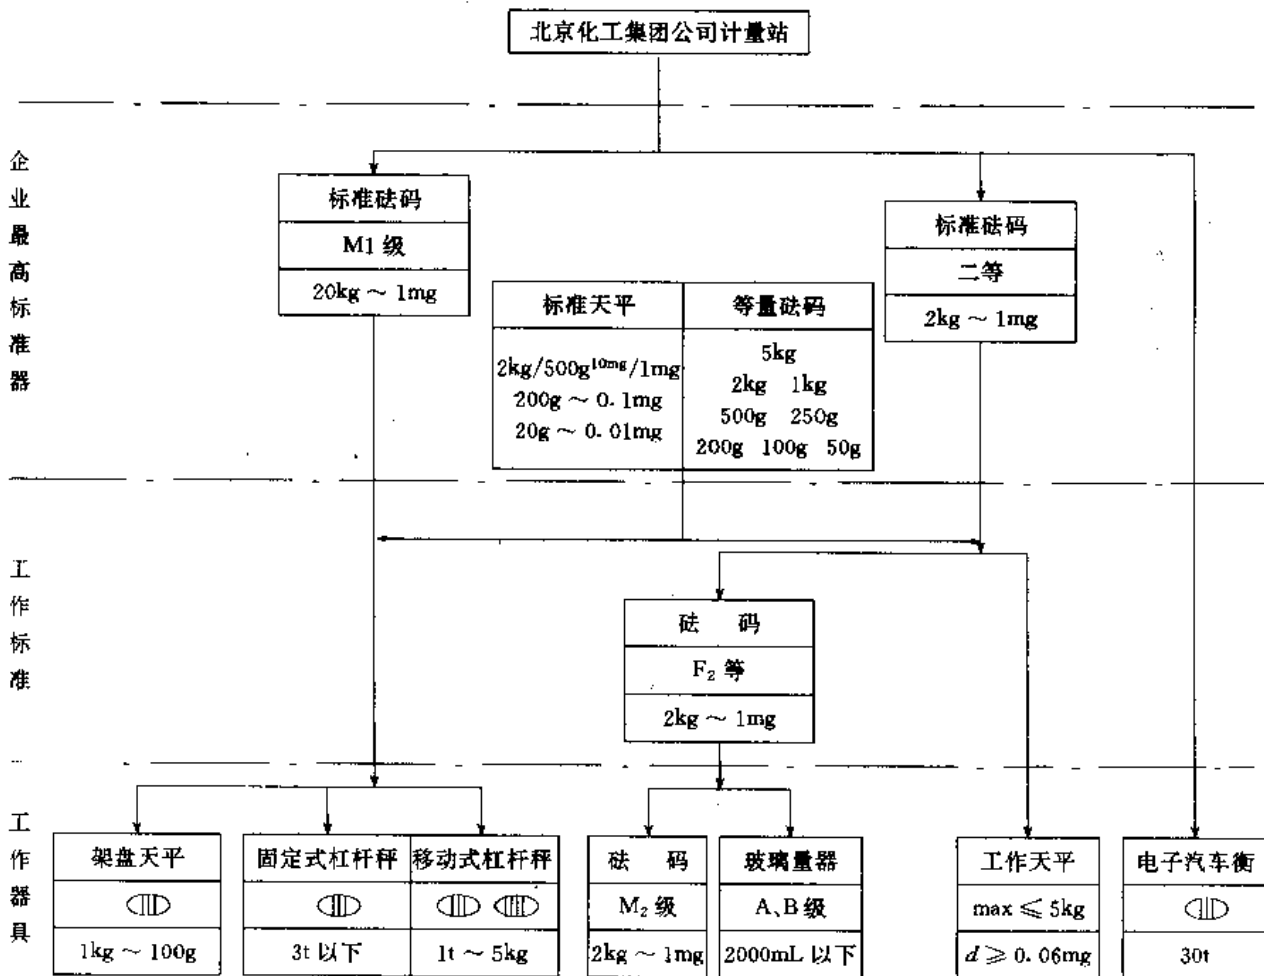 北京化工集团公司计量站
企业最高标准器
标准砝码
M1 级
20kg ~ 1mg
标准天平
2kg/500g10mg/1mg
200g ~ 0.1mg
20g ~ 0.01mg
等量砝码
5kg
2kg 1kg
500g 250g
200g 100g 50g
标准砝码
二等
2kg ~ 1mg
工作标准
砝 码
F₂ 等
2kg ~ 1mg
工作器具
架盘天平
Ⅲ
1kg ~ 100g
固定式杠杆秤
Ⅲ
3t 以下
移动式杠杆秤
Ⅲ
1t ~ 5kg
砝 码
M₂ 级
2kg ~ 1mg
玻璃量器
A、B 级
2000mL 以下
工作天平
max ⩽ 5kg
d ⩾ 0.06mg
电子汽车衡
Ⅲ
30t